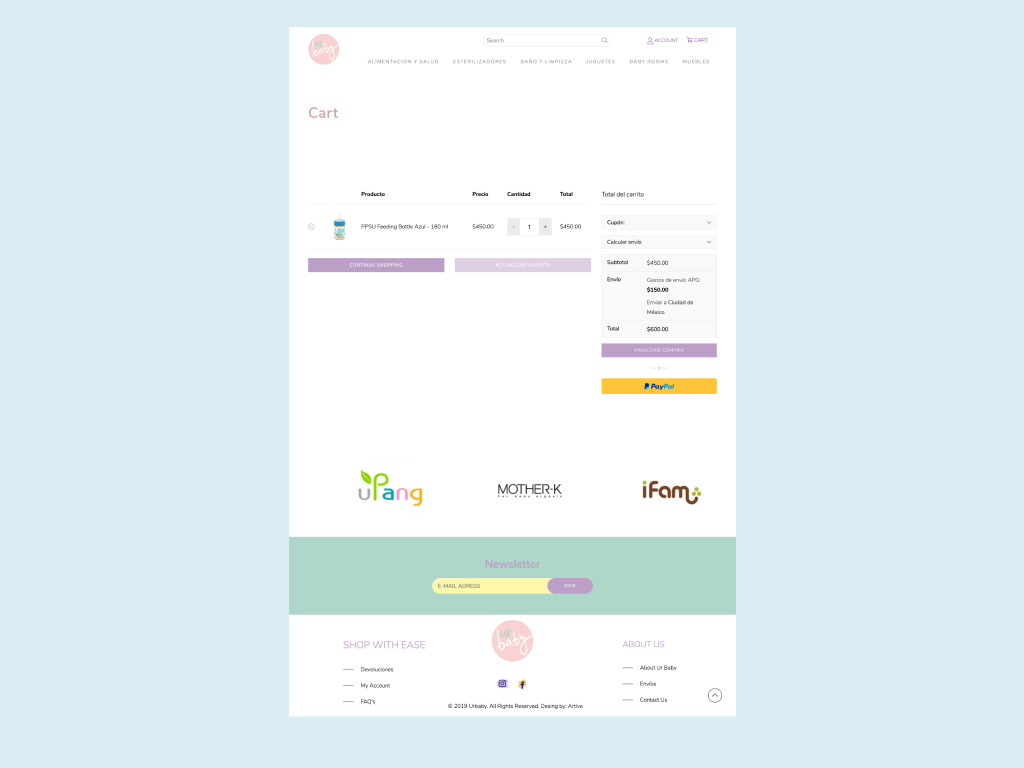 UR
baby
Search
ACCOUNT
CART
ALIMENTACIÓN Y SALUD ESTERILIZADORES BAÑO Y LIMPIEZA JUGUETES BABY ROOMS MUEBLES
Cart
Producto Precio Cantidad Total
PPSU Feeding Bottle Azul – 180 ml $450.00 - 1 + $450.00
CONTINUE SHOPPING
ACTUALIZAR CARRITO
Total del carrito
Cupón:
Calcular envío
Subtotal $450.00
Envío Gastos de envío APG:
$150.00
Enviar a Ciudad de
México.
Total $600.00
FINALIZAR COMPRA
— o —
PayPal
uPang
MOTHER-K
For baby organic
iFam
Newsletter
E-MAIL ADRESS
SHOP WITH EASE
Devoluciones
My Account
FAQ's
UR
baby
© 2019 Urbaby. All Rights Reserved. Desing by: Artive
ABOUT US
About Ur Baby
Envíos
Contact Us